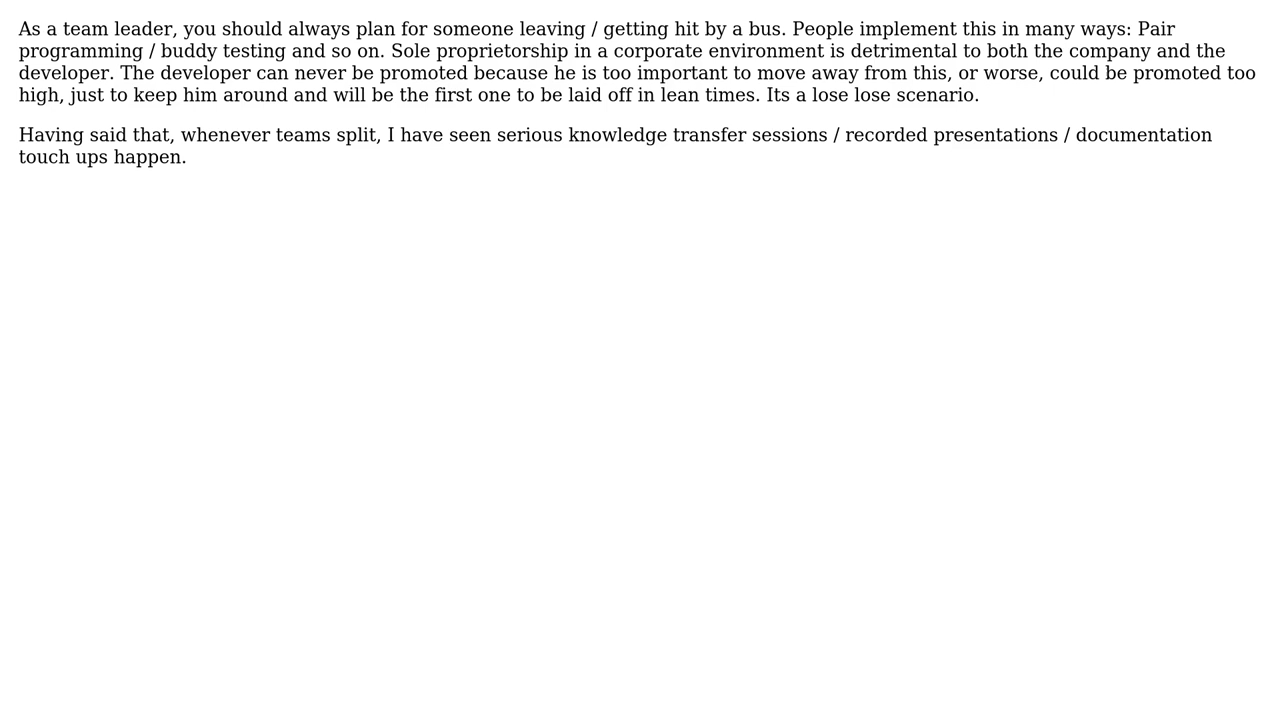 As a team leader, you should always plan for someone leaving / getting hit by a bus. People implement this in many ways: Pair
programming / buddy testing and so on. Sole proprietorship in a corporate environment is detrimental to both the company and the
developer. The developer can never be promoted because he is too important to move away from this, or worse, could be promoted too
high, just to keep him around and will be the first one to be laid off in lean times. Its a lose lose scenario.
Having said that, whenever teams split, I have seen serious knowledge transfer sessions / recorded presentations / documentation
touch ups happen.